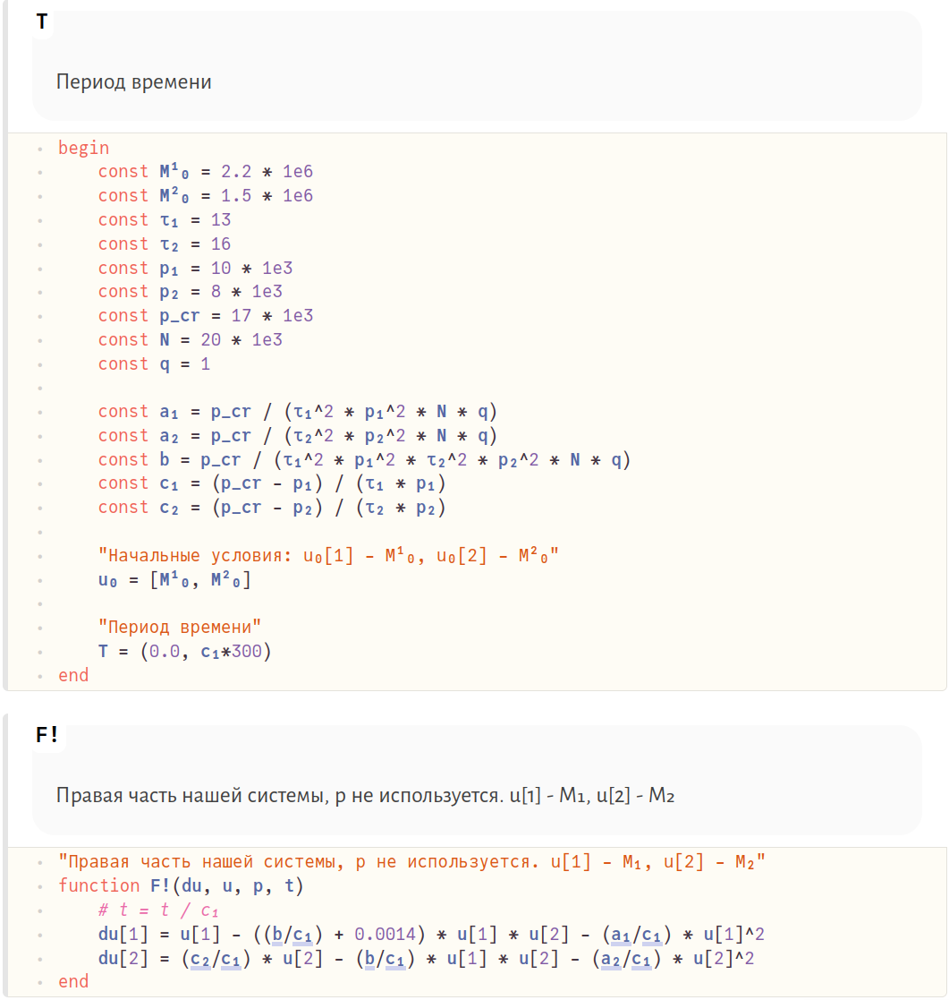 T
Период времени
begin
const M¹₀ = 2.2 * 1e6
const M²₀ = 1.5 * 1e6
const τ₁ = 13
const τ₂ = 16
const p₁ = 10 * 1e3
const p₂ = 8 * 1e3
const p_cr = 17 * 1e3
const N = 20 * 1e3
const q = 1
const a₁ = p_cr / (τ₁^2 * p₁^2 * N * q)
const a₂ = p_cr / (τ₂^2 * p₂^2 * N * q)
const b = p_cr / (τ₁^2 * p₁^2 * τ₂^2 * p₂^2 * N * q)
const c₁ = (p_cr - p₁) / (τ₁ * p₁)
const c₂ = (p_cr - p₂) / (τ₂ * p₂)
"Начальные условия: u₀[1] - M¹₀, u₀[2] - M²₀"
u₀ = [M¹₀, M²₀]
"Период времени"
T = (0.0, c₁*300)
end
F!
Правая часть нашей системы, p не используется. u[1] - M₁, u[2] - M₂
"Правая часть нашей системы, p не используется. u[1] - M₁, u[2] - M₂"
function F!(du, u, p, t)
# t = t / c₁
du[1] = u[1] - ((b/c₁) + 0.0014) * u[1] * u[2] - (a₁/c₁) * u[1]^2
du[2] = (c₂/c₁) * u[2] - (b/c₁) * u[1] * u[2] - (a₂/c₁) * u[2]^2
end